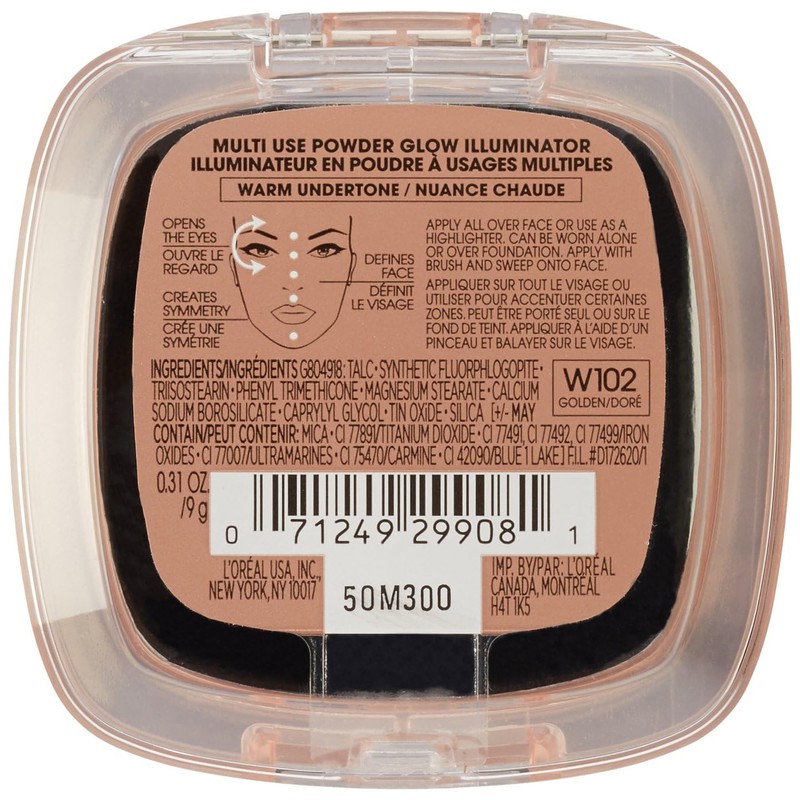 MULTI USE POWDER GLOW ILLUMINATOR
ILLUMINATEUR EN POUDRE À USAGES MULTIPLES
WARM UNDERTONE / NUANCE CHAUDE
OPENS
THE EYES
OUVRE LE
REGARD
CREATES
SYMMETRY
CRÉE UNE
SYMÉTRIE
DEFINES
FACE
DÉFINIT
LE VISAGE
APPLY ALL OVER FACE OR USE AS A
HIGHLIGHTER. CAN BE WORN ALONE
OR OVER FOUNDATION. APPLY WITH
BRUSH AND SWEEP ONTO FACE.
APPLIQUER SUR TOUT LE VISAGE OU
UTILISER POUR ACCENTUER CERTAINES
ZONES. PEUT ÊTRE PORTÉ SEUL OU SUR LE
FOND DE TEINT. APPLIQUER À L'AIDE D'UN
PINCEAU ET BALAYER SUR LE VISAGE.
INGREDIENTS/INGRÉDIENTS G804918: TALC • SYNTHETIC FLUORPHLOGOPITE •
TRIISOSTEARIN • PHENYL TRIMETHICONE • MAGNESIUM STEARATE • CALCIUM
SODIUM BOROSILICATE • CAPRYLYL GLYCOL • TIN OXIDE • SILICA [+/- MAY
CONTAIN/PEUT CONTENIR: MICA • CI 77891/TITANIUM DIOXIDE • CI 77491, CI 77492, CI 77499/IRON
OXIDES • CI 77007/ULTRAMARINES • CI 75470/CARMINE • CI 42090/BLUE 1 LAKE] F.I.L. #D172620/1
W102
GOLDEN/DORÉ
0.31 OZ.
/9 g
0 71249 29908 1
L'ORÉAL USA, INC.,
NEW YORK, NY 10017
50M300
IMP. BY/PAR: L'ORÉAL
CANADA, MONTRÉAL
H4T 1K5